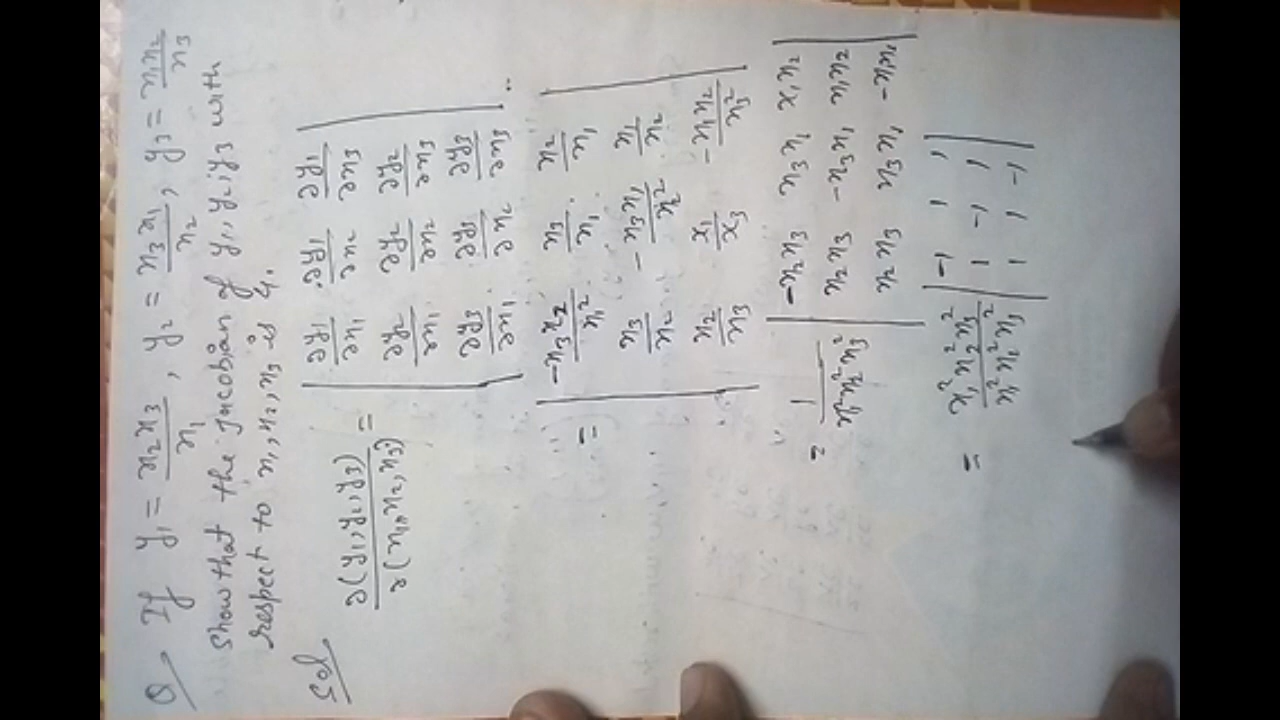 Q. If y₁ = x₂x₃/x₁, y₂ = x₃x₁/x₂, y₃ = x₁x₂/x₃
Show that the Jacobian of y₁, y₂, y₃ with
respect to x₁, x₂, x₃ is 4.
Sol ∂(y₁,y₂,y₃)/∂(x₁,x₂,x₃) = | ∂y₁/∂x₁ ∂y₁/∂x₂ ∂y₁/∂x₃ |
| ∂y₂/∂x₁ ∂y₂/∂x₂ ∂y₂/∂x₃ |
| ∂y₃/∂x₁ ∂y₃/∂x₂ ∂y₃/∂x₃ |
= | -x₃x₂/x₁² x₃/x₁ x₂/x₁ |
| x₃/x₂ -x₃x₁/x₂² x₁/x₂ |
| x₂/x₃ x₁/x₃ -x₁x₂/x₃² |
= 1/x₁²x₂²x₃² | -x₂x₃ x₃x₁ x₁x₂ |
| x₂x₃ -x₃x₁ x₁x₂ |
| x₂x₃ x₃x₁ -x₁x₁ |
= x₁²x₂²x₃²/x₁²x₂²x₃² | -1 1 1 |
| 1 -1 1 |
| 1 1 -1 |